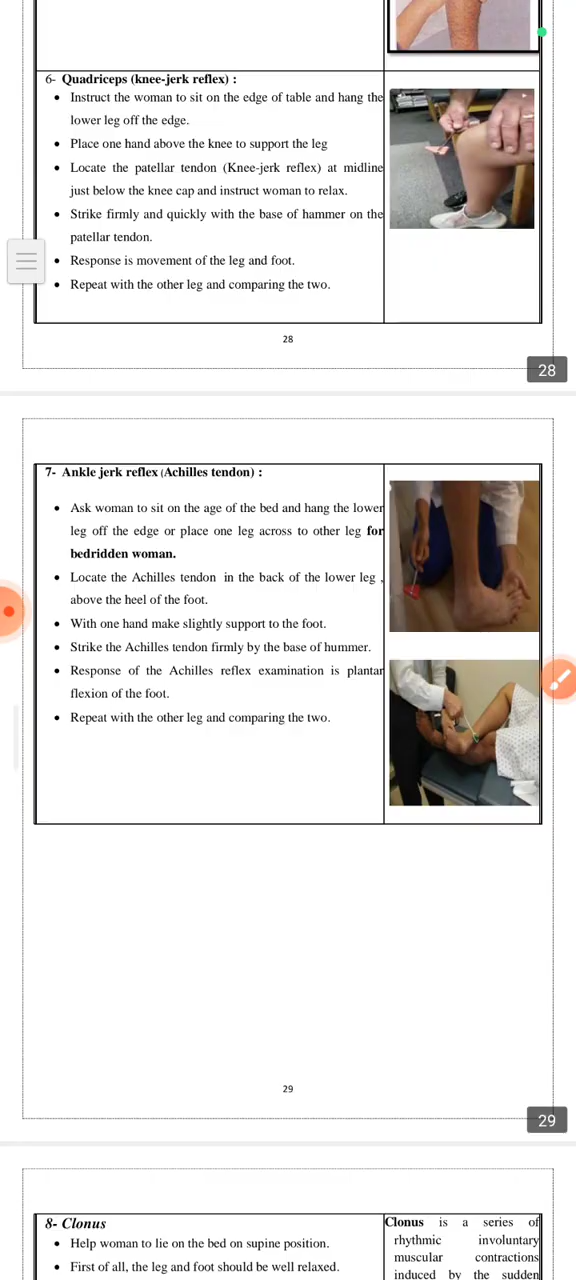 6- Quadriceps (knee-jerk reflex) :
• Instruct the woman to sit on the edge of table and hang the
lower leg off the edge.
• Place one hand above the knee to support the leg
• Locate the patellar tendon (Knee-jerk reflex) at midline
just below the knee cap and instruct woman to relax.
• Strike firmly and quickly with the base of hammer on the
patellar tendon.
• Response is movement of the leg and foot.
• Repeat with the other leg and comparing the two.
28
28
7- Ankle jerk reflex (Achilles tendon) :
• Ask woman to sit on the age of the bed and hang the lower
leg off the edge or place one leg across to other leg for
bedridden woman.
• Locate the Achilles tendon in the back of the lower leg ,
above the heel of the foot.
• With one hand make slightly support to the foot.
• Strike the Achilles tendon firmly by the base of hummer.
• Response of the Achilles reflex examination is plantar
flexion of the foot.
• Repeat with the other leg and comparing the two.
29
29
8- Clonus
• Help woman to lie on the bed on supine position.
• First of all, the leg and foot should be well relaxed.
Clonus is a series of
rhythmic involuntary
muscular contractions
induced by the sudden